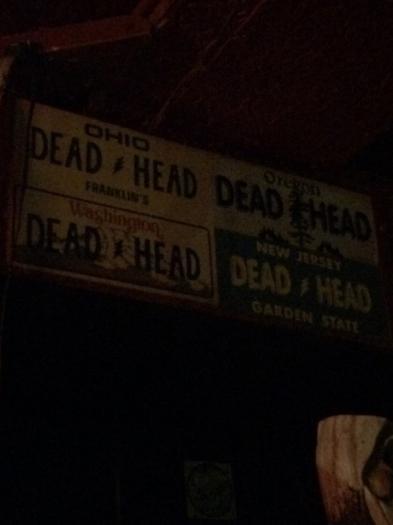 OHIO
DEAD HEAD
FRANKLIN'S
Oregon
DEAD HEAD
Washington
DEAD HEAD
NEW JERSEY
DEAD HEAD
GARDEN STATE